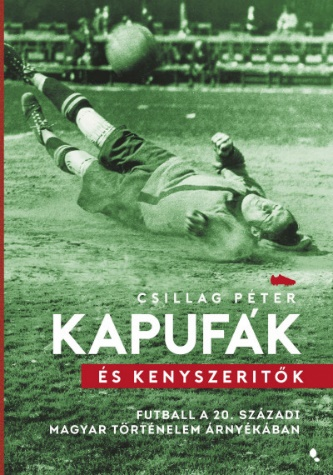 CSILLAG PÉTER
KAPUFÁK
ÉS KENYSZERITŐK
FUTBALL A 20. SZÁZADI
MAGYAR TÖRTÉNELEM ÁRNYÉKÁBAN